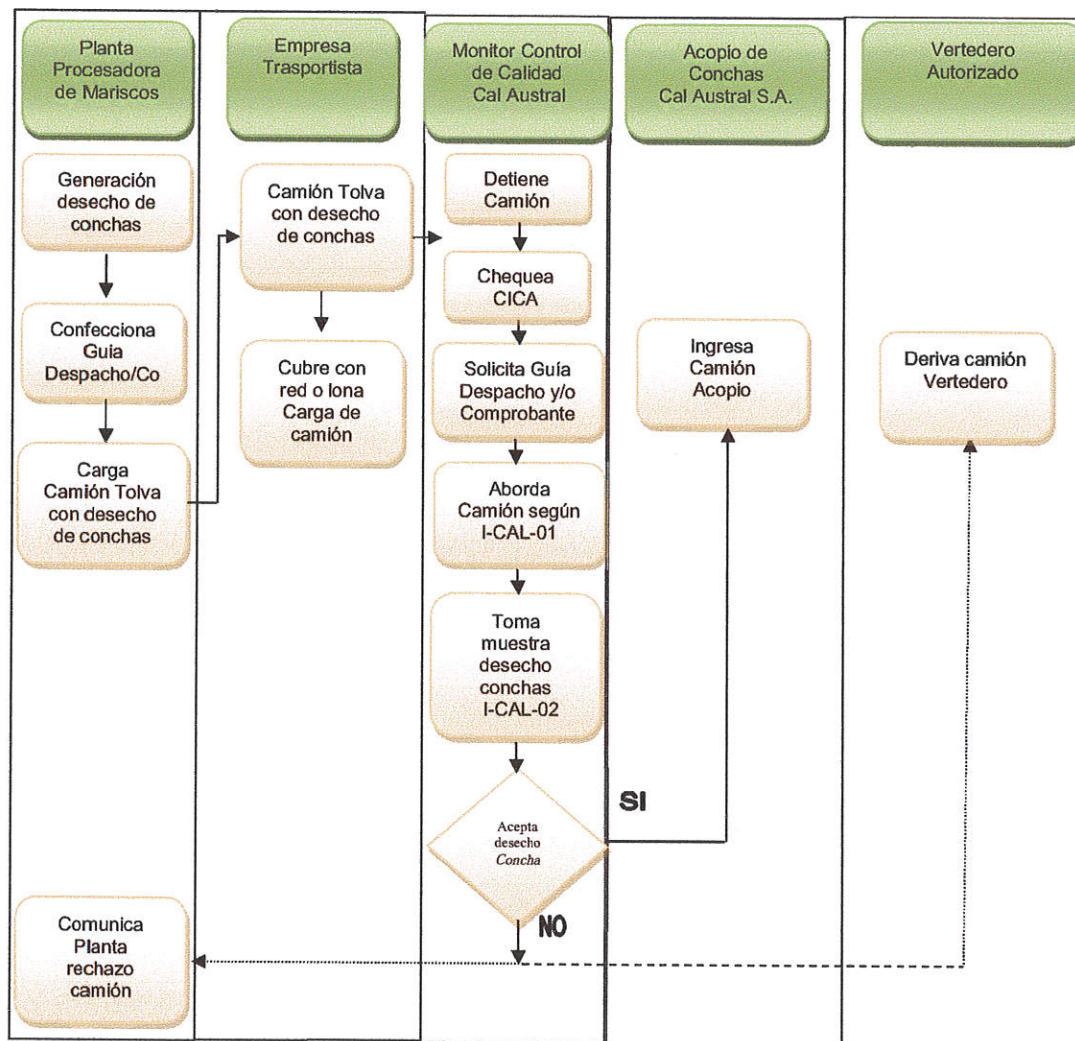 Planta
Procesadora
de Mariscos
Empresa
Trasportista
Monitor Control
de Calidad
Cal Austral
Acopio de
Conchas
Cal Austral S.A.
Vertedero
Autorizado
Generación
desecho de
conchas
Confecciona
Guia
Despacho/Co
Carga
Camión Tolva
con desecho
de conchas
Comunica
Planta
rechazo
camión
Camión Tolva
con desecho
de conchas
Cubre con
red o lona
Carga de
camión
Detiene
Camión
Chequea
CICA
Solicita Guía
Despacho y/o
Comprobante
Aborda
Camión según
I-CAL-01
Toma
muestra
desecho
conchas
I-CAL-02
Acepta
desecho
Concha
SI
NO
Ingresa
Camión
Acopio
Deriva camión
Vertedero